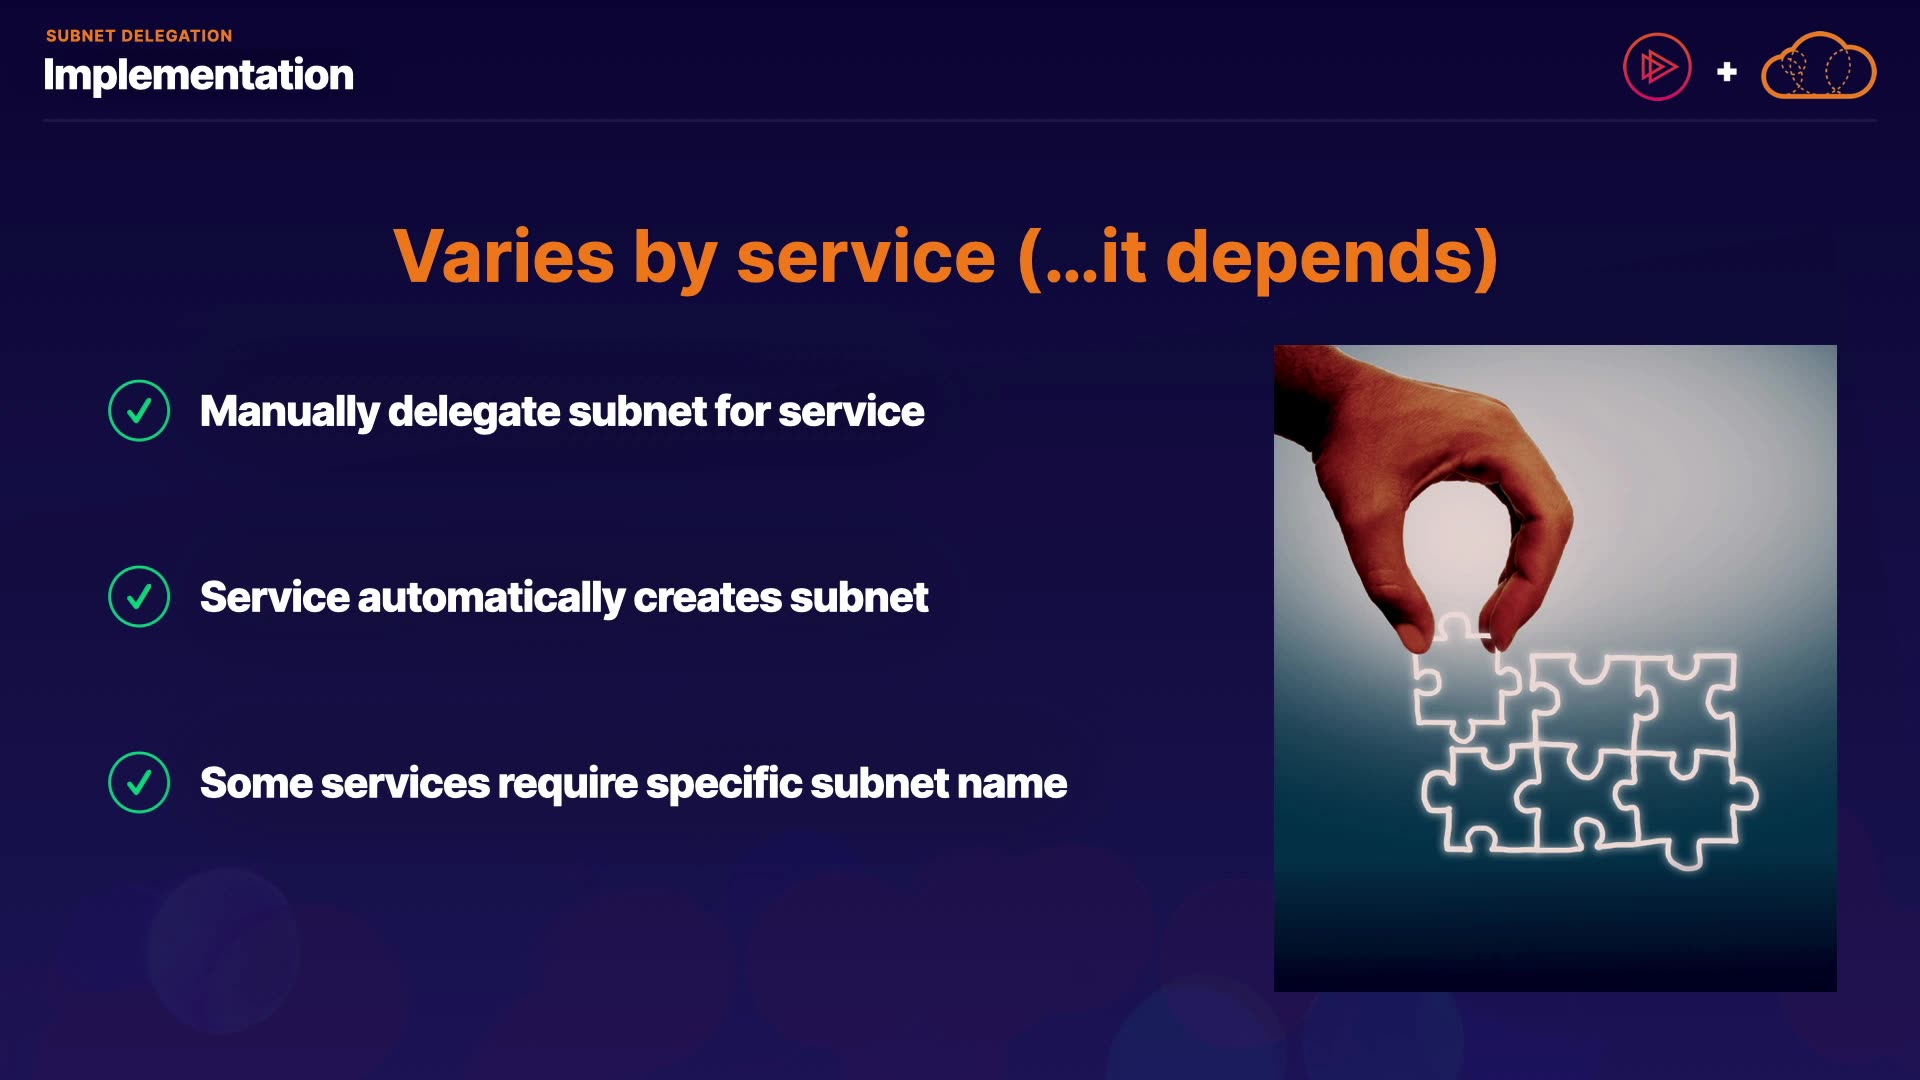 SUBNET DELEGATION
Implementation
Varies by service (...it depends)
Manually delegate subnet for service
Service automatically creates subnet
Some services require specific subnet name